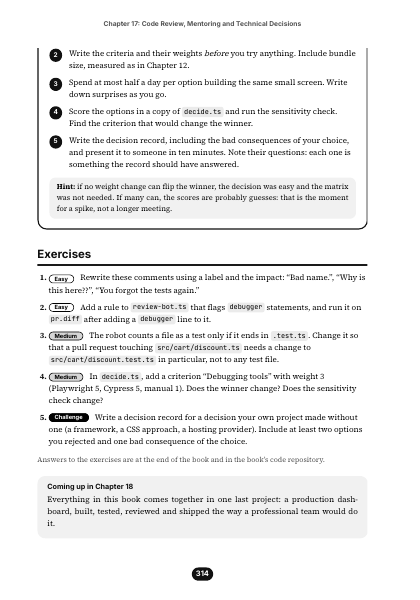 Chapter 17: Code Review, Mentoring and Technical Decisions
2 Write the criteria and their weights before you try anything. Include bundle
size, measured as in Chapter 12.
3 Spend at most half a day per option building the same small screen. Write
down surprises as you go.
4 Score the options in a copy of decide.ts and run the sensitivity check.
Find the criterion that would change the winner.
5 Write the decision record, including the bad consequences of your choice,
and present it to someone in ten minutes. Note their questions: each one is
something the record should have answered.
Hint: if no weight change can flip the winner, the decision was easy and the matrix
was not needed. If many can, the scores are probably guesses: that is the moment
for a spike, not a longer meeting.
Exercises
1. Easy Rewrite these comments using a label and the impact: “Bad name.”, “Why is
this here??”, “You forgot the tests again.”
2. Easy Add a rule to review-bot.ts that flags debugger statements, and run it on
pr.diff after adding a debugger line to it.
3. Medium The robot counts a file as a test only if it ends in .test.ts. Change it so
that a pull request touching src/cart/discount.ts needs a change to
src/cart/discount.test.ts in particular, not to any test file.
4. Medium In decide.ts, add a criterion “Debugging tools” with weight 3
(Playwright 5, Cypress 5, manual 1). Does the winner change? Does the sensitivity
check change?
5. Challenge Write a decision record for a decision your own project made without
one (a framework, a CSS approach, a hosting provider). Include at least two options
you rejected and one bad consequence of the choice.
Answers to the exercises are at the end of the book and in the book's code repository.
Coming up in Chapter 18
Everything in this book comes together in one last project: a production dash-
board, built, tested, reviewed and shipped the way a professional team would do
it.
314